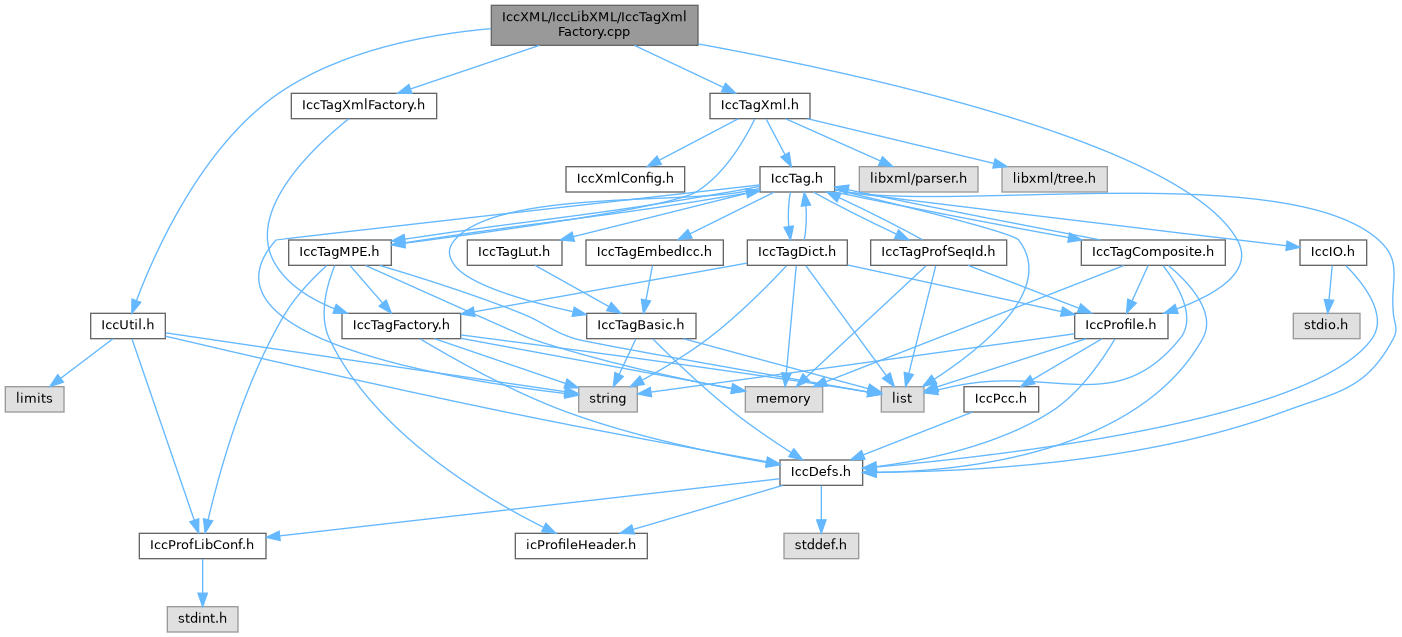 IccXML/IccLibXML/IccTagXml
Factory.cpp
IccTagXmlFactory.h
IccTagXml.h
IccXmlConfig.h
IccTag.h
libxml/parser.h
libxml/tree.h
IccTagMPE.h
IccTagLut.h
IccTagEmbedIcc.h
IccTagDict.h
IccTagProfSeqId.h
IccTagComposite.h
IccIO.h
IccUtil.h
IccTagFactory.h
IccTagBasic.h
IccProfile.h
stdio.h
limits
string
memory
list
IccPcc.h
IccDefs.h
IccProfLibConf.h
icProfileHeader.h
stddef.h
stdint.h